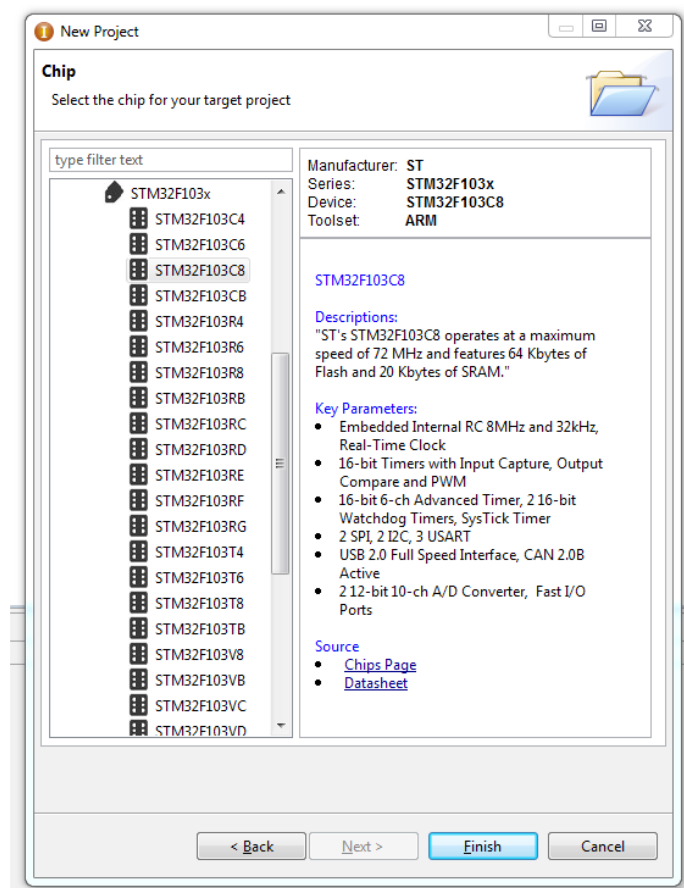 New Project
Chip
Select the chip for your target project
type filter text
STM32F103x
STM32F103C4
STM32F103C6
STM32F103C8
STM32F103CB
STM32F103R4
STM32F103R6
STM32F103R8
STM32F103RB
STM32F103RC
STM32F103RD
STM32F103RE
STM32F103RF
STM32F103RG
STM32F103T4
STM32F103T6
STM32F103T8
STM32F103TB
STM32F103V8
STM32F103VB
STM32F103VC
STM32F103VD
Manufacturer: ST
Series: STM32F103x
Device: STM32F103C8
Toolset: ARM
STM32F103C8
Descriptions:
"ST's STM32F103C8 operates at a maximum
speed of 72 MHz and features 64 Kbytes of
Flash and 20 Kbytes of SRAM."
Key Parameters:
• Embedded Internal RC 8MHz and 32kHz,
Real-Time Clock
• 16-bit Timers with Input Capture, Output
Compare and PWM
• 16-bit 6-ch Advanced Timer, 2 16-bit
Watchdog Timers, SysTick Timer
• 2 SPI, 2 I2C, 3 USART
• USB 2.0 Full Speed Interface, CAN 2.0B
Active
• 2 12-bit 10-ch A/D Converter, Fast I/O
Ports
Source
• Chips Page
• Datasheet
< Back
Next >
Finish
Cancel